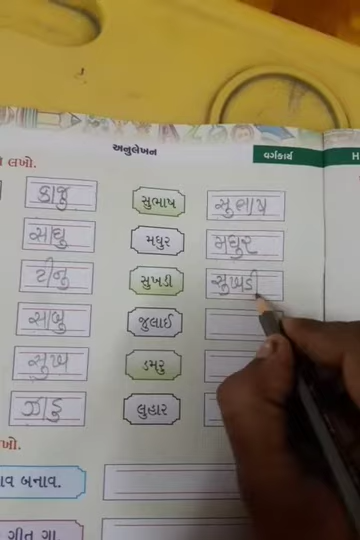 અનુલેખન
વર્ગકાર્ય
H
લખો.
કાજુ સુભાષ સુભાષ
સાધુ મધુર મધુર
ટીનુ સુખડી સુખડી
સાબુ જુલાઈ
સુખ ડમરુ
ઝાડુ લુહાર
ખો.
વ બનાવ.
ગીત ગા.